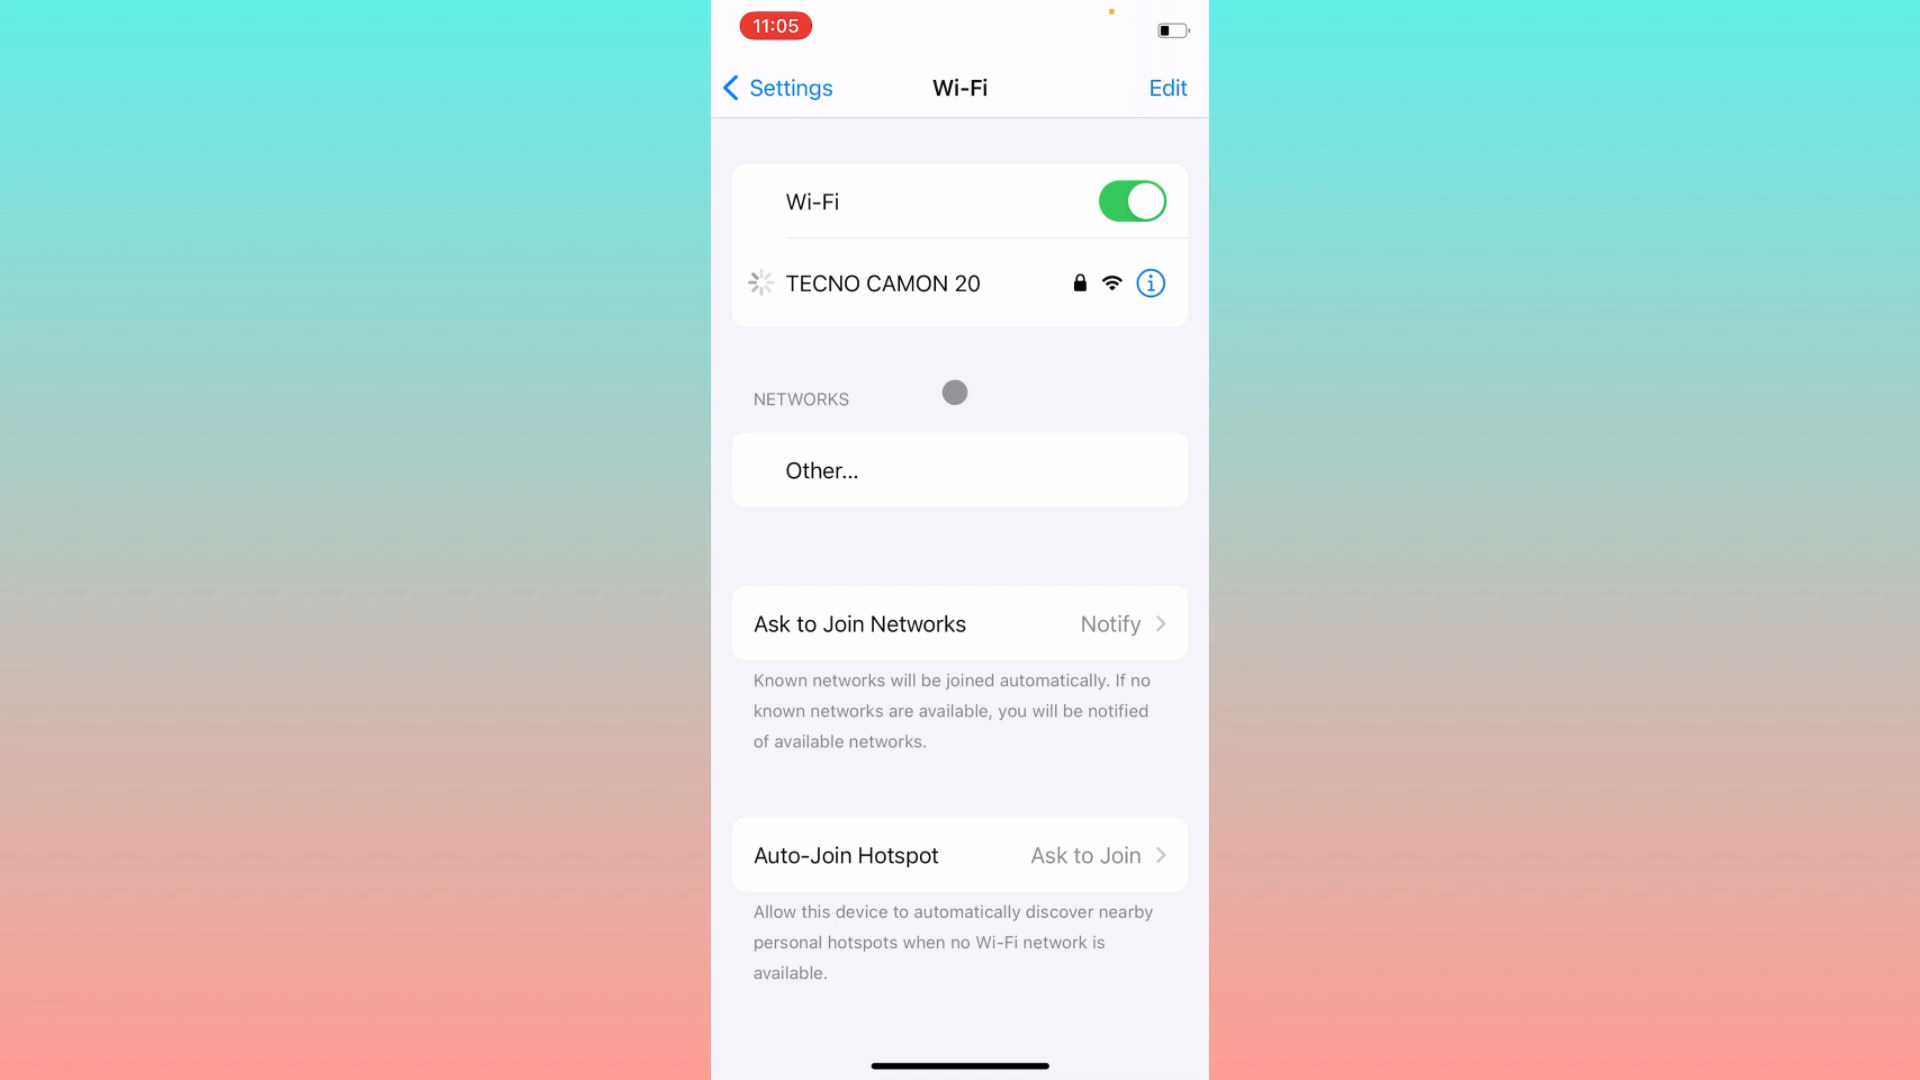 11:05
Settings
Wi-Fi
Edit
Wi-Fi
TECNO CAMON 20
NETWORKS
Other...
Ask to Join Networks Notify
Known networks will be joined automatically. If no
known networks are available, you will be notified
of available networks.
Auto-Join Hotspot Ask to Join
Allow this device to automatically discover nearby
personal hotspots when no Wi-Fi network is
available.